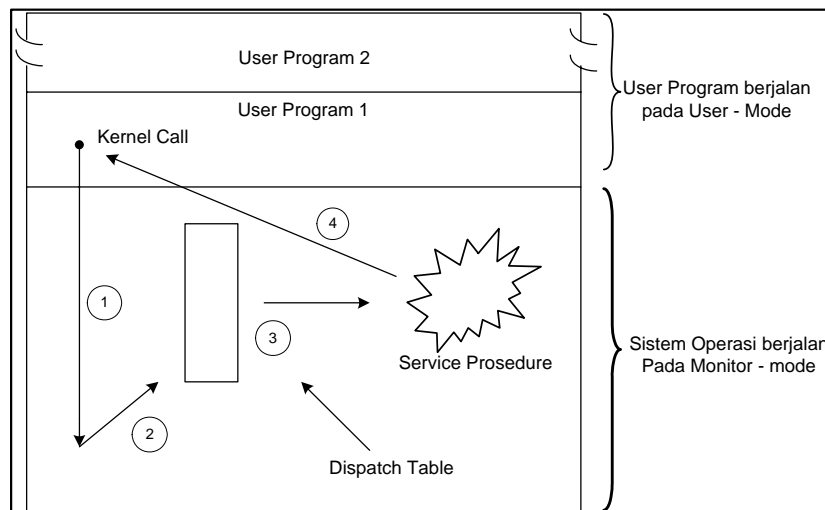 User Program 2
User Program 1
Kernel Call
User Program berjalan
pada User - Mode
4
1
3
2
Service Prosedure
Dispatch Table
Sistem Operasi berjalan
Pada Monitor - mode